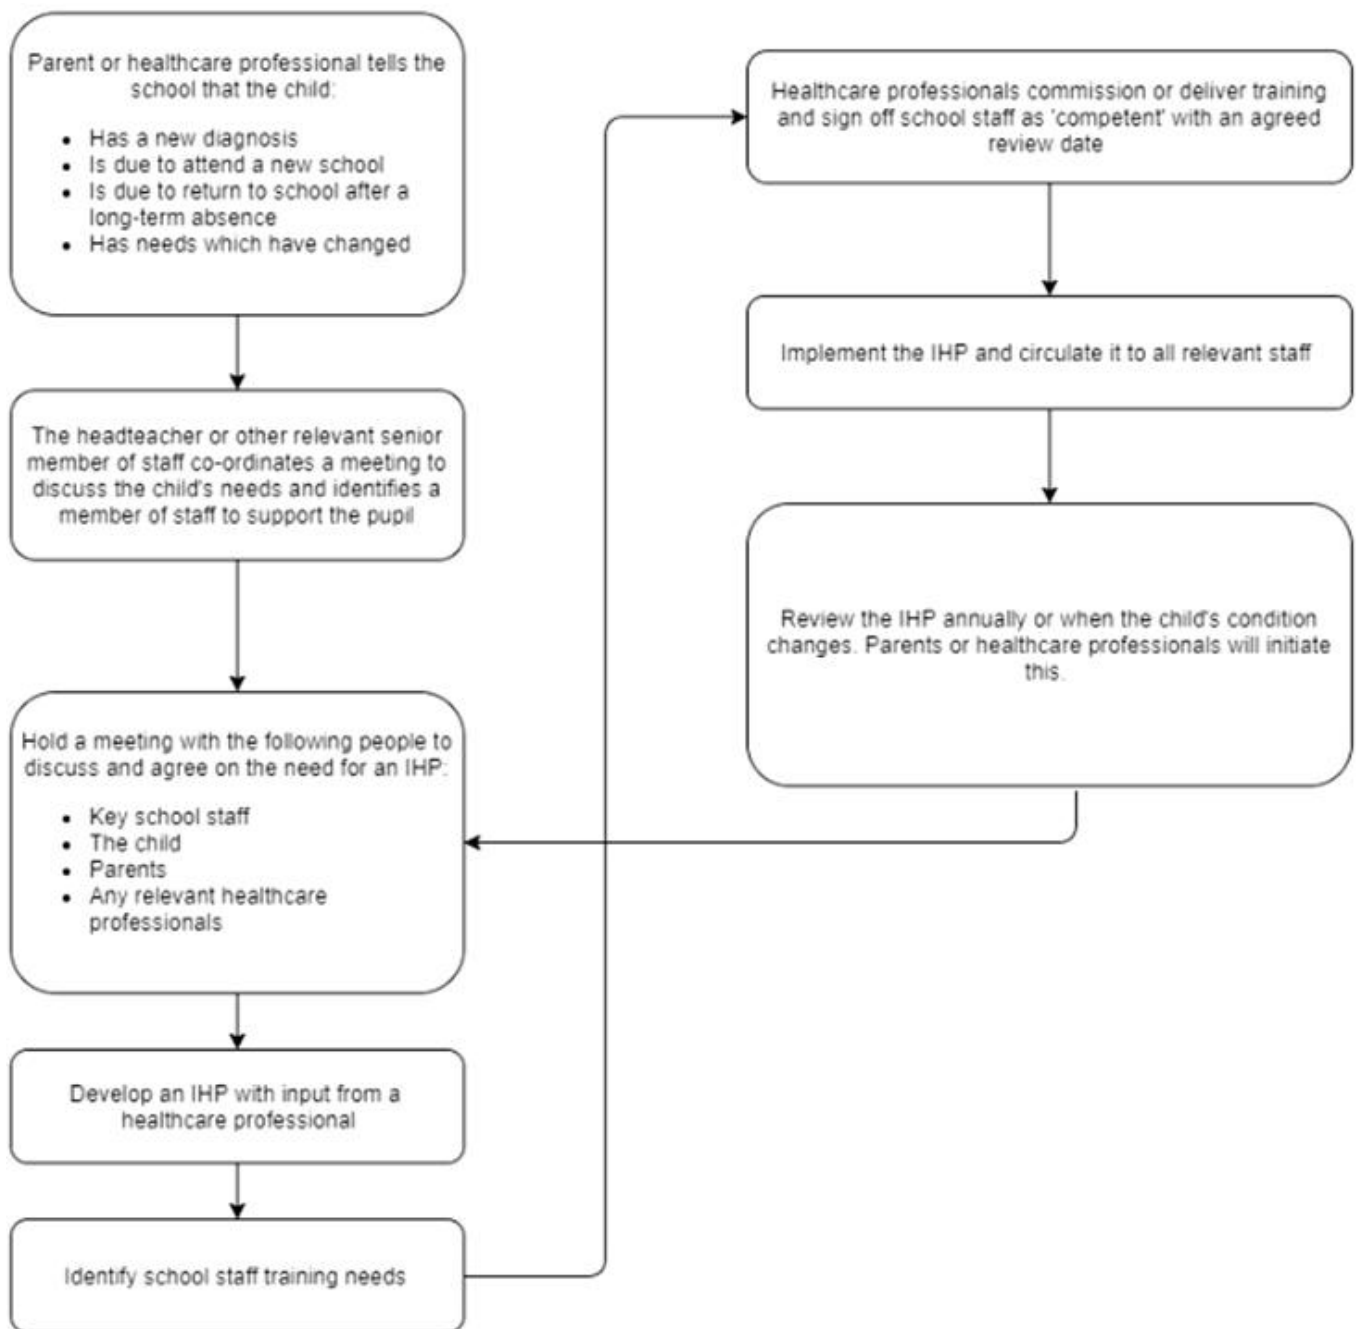 Parent or healthcare professional tells the
school that the child:
• Has a new diagnosis
• Is due to attend a new school
• Is due to return to school after a
long-term absence
• Has needs which have changed
The headteacher or other relevant senior
member of staff co-ordinates a meeting to
discuss the child's needs and identifies a
member of staff to support the pupil
Hold a meeting with the following people to
discuss and agree on the need for an IHP:
• Key school staff
• The child
• Parents
• Any relevant healthcare
professionals
Develop an IHP with input from a
healthcare professional
Identify school staff training needs
Healthcare professionals commission or deliver training
and sign off school staff as 'competent' with an agreed
review date
Implement the IHP and circulate it to all relevant staff
Review the IHP annually or when the child's condition
changes. Parents or healthcare professionals will initiate
this.